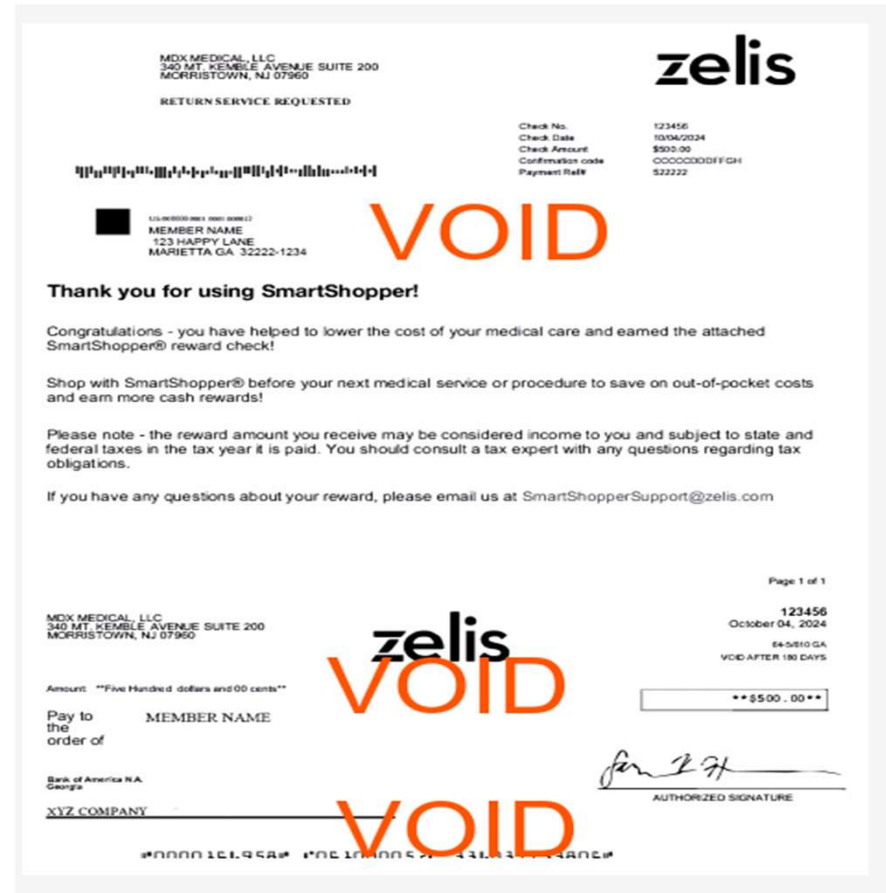 MDX MEDICAL, LLC
340 MT. KEMBLE AVENUE SUITE 200
MORRISTOWN, NJ 07960
RETURN SERVICE REQUESTED
zelis
Check No. 123456
Check Date 10/04/2024
Check Amount $500.00
Confirmation code
Payment Ref# 522222
VOID
MEMBER NAME
123 HAPPY LANE
MARIETTA GA 32222-1234
Thank you for using SmartShopper!
Congratulations - you have helped to lower the cost of your medical care and earned the attached
SmartShopper® reward check!
Shop with SmartShopper® before your next medical service or procedure to save on out-of-pocket costs
and earn more cash rewards!
Please note - the reward amount you receive may be considered income to you and subject to state and
federal taxes in the tax year it is paid. You should consult a tax expert with any questions regarding tax
obligations.
If you have any questions about your reward, please email us at SmartShopperSupport@zelis.com
Page 1 of 1
MDX MEDICAL, LLC
340 MT. KEMBLE AVENUE SUITE 200
MORRISTOWN, NJ 07960
zelis
123456
October 04, 2024
64-5/610 GA
VOID AFTER 180 DAYS
VOID
Amount **Five Hundred dollars and 00 cents**
**$500.00**
Pay to
the
order of
MEMBER NAME
Bank of America N.A.
Georgia
AUTHORIZED SIGNATURE
XYZ COMPANY
VOID